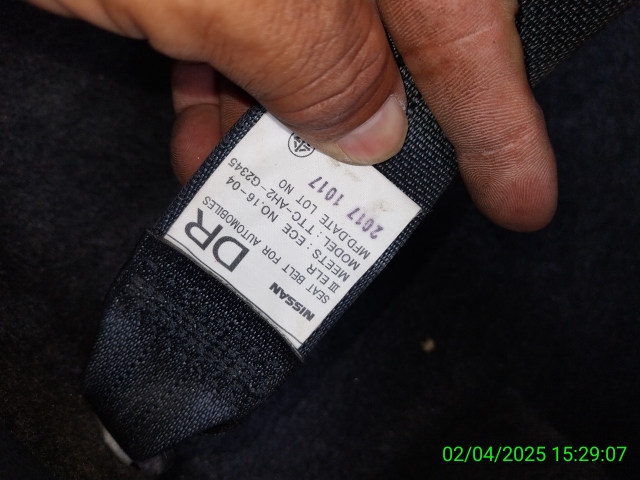 NISSAN
SEAT BELT FOR AUTOMOBILES
III ELR
DR
MEETS : ECE NO.16-04
MODEL : TTC-AH2-G2345
MFD.DATE LOT NO
2017 1017
02/04/2025 15:29:07